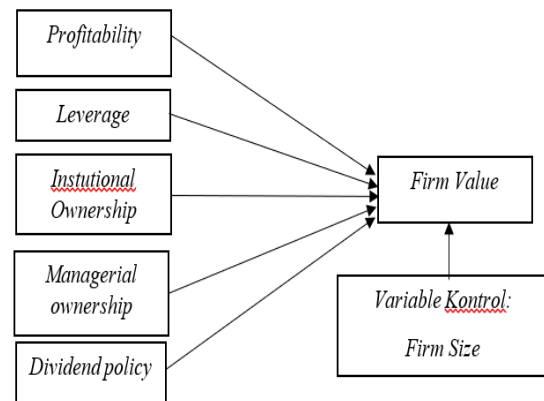 Profitability
Leverage
Instutional
Ownership
Managerial
ownership
Dividend policy
Firm Value
Variable Kontrol:
Firm Size